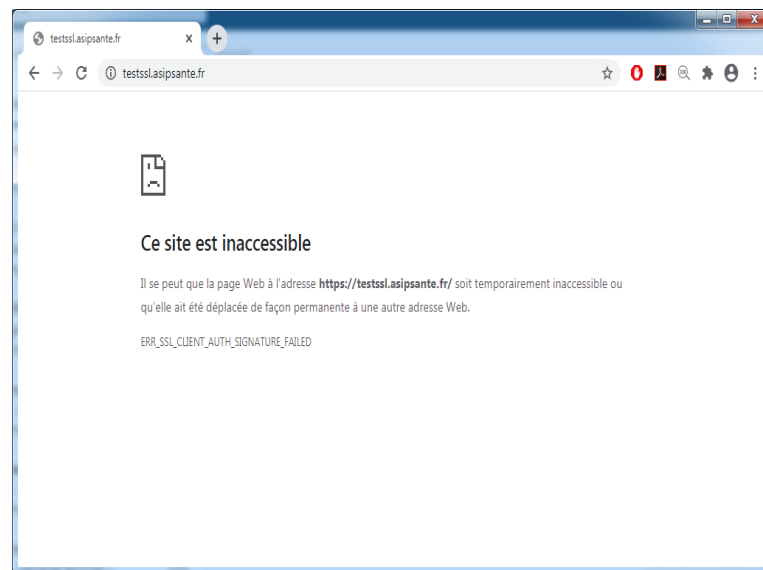 testssl.asipsante.fr
testssl.asipsante.fr
Ce site est inaccessible
Il se peut que la page Web à l'adresse https://testssl.asipsante.fr/ soit temporairement inaccessible ou
qu'elle ait été déplacée de façon permanente à une autre adresse Web.
ERR_SSL_CLIENT_AUTH_SIGNATURE_FAILED